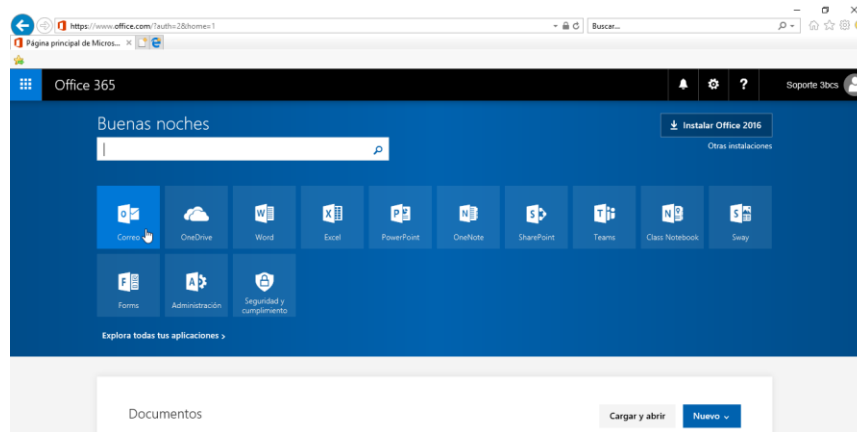 https://www.office.com/?auth=2&home=1
Buscar...
Página principal de Micros...
Office 365
?
Soporte 3bcs
Buenas noches
Instalar Office 2016
Otras instalaciones
Correo
OneDrive
Word
Excel
PowerPoint
OneNote
SharePoint
Teams
Class Notebook
Sway
Forms
Administración
Seguridad y
cumplimiento
Explora todas tus aplicaciones >
Documentos
Cargar y abrir
Nuevo